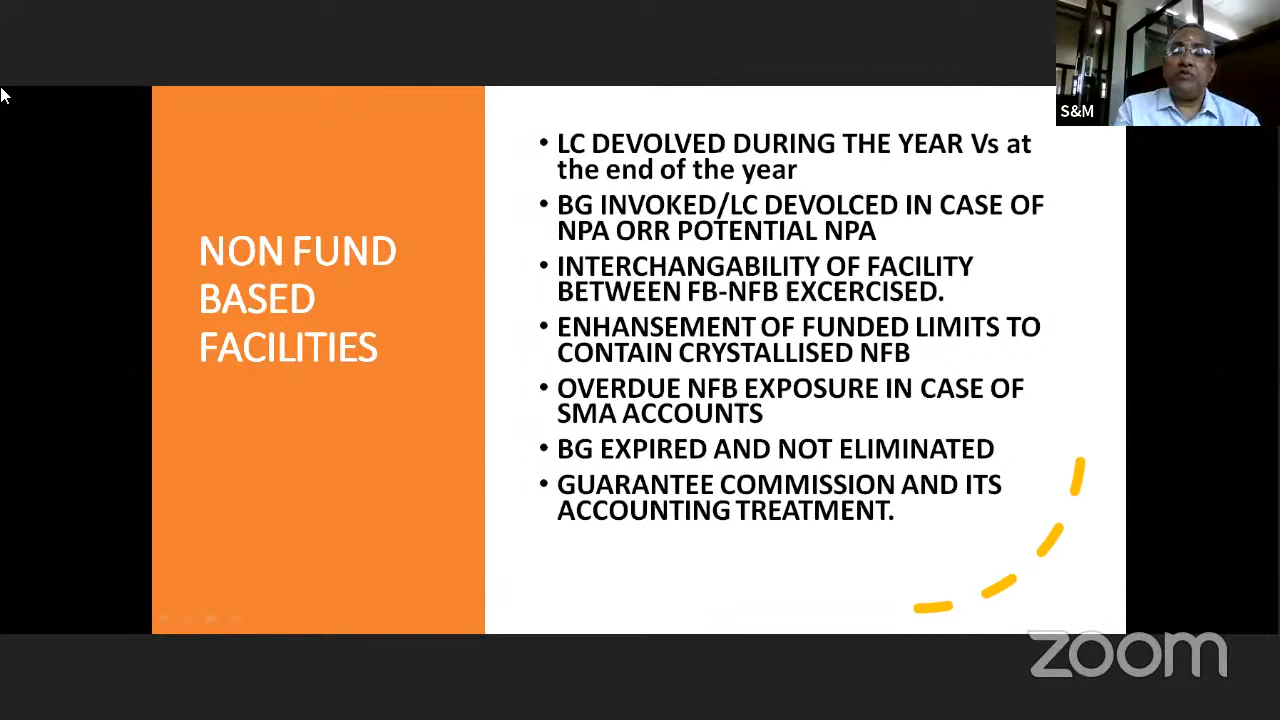 S&M
NON FUND
BASED
FACILITIES
• LC DEVOLVED DURING THE YEAR Vs at
the end of the year
• BG INVOKED/LC DEVOLCED IN CASE OF
NPA ORR POTENTIAL NPA
• INTERCHANGABILITY OF FACILITY
BETWEEN FB-NFB EXCERCISED.
• ENHANSEMENT OF FUNDED LIMITS TO
CONTAIN CRYSTALLISED NFB
• OVERDUE NFB EXPOSURE IN CASE OF
SMA ACCOUNTS
• BG EXPIRED AND NOT ELIMINATED
• GUARANTEE COMMISSION AND ITS
ACCOUNTING TREATMENT.
zoom